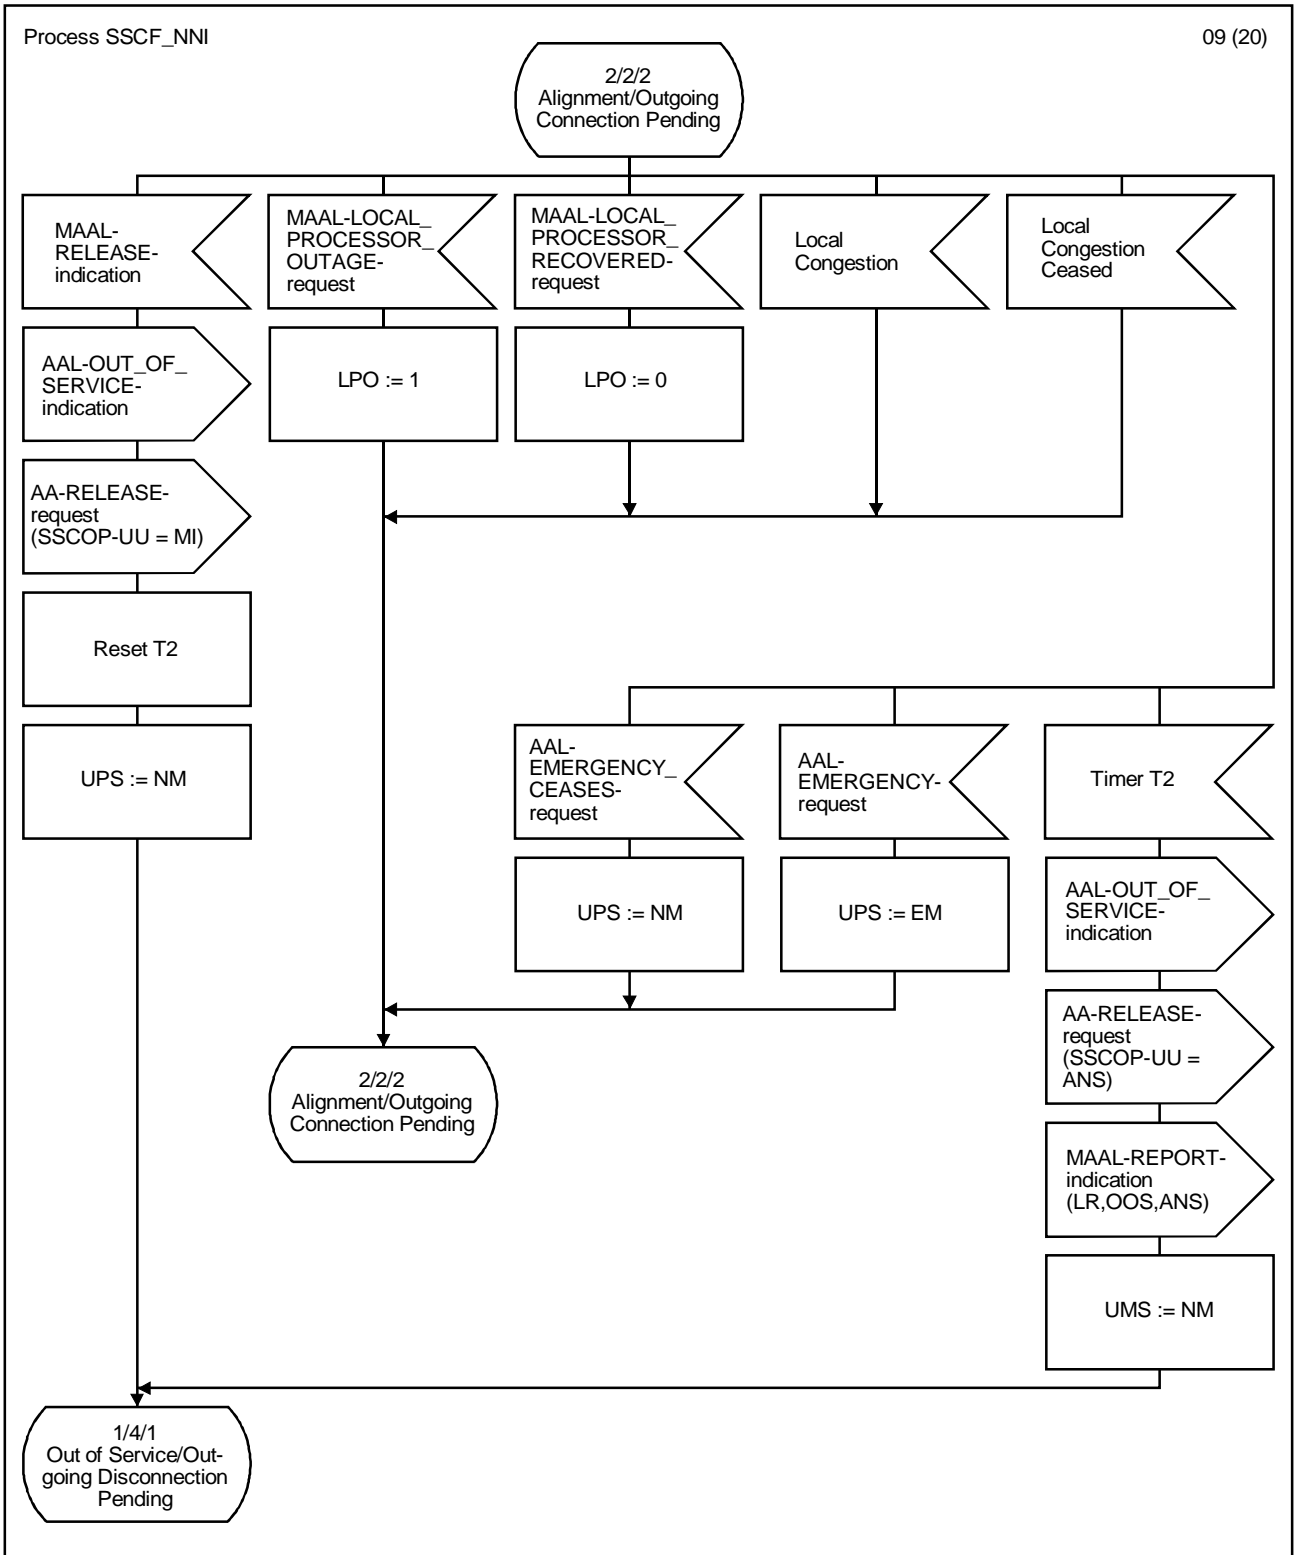 Process SSCF_NNI
09 (20)
2/2/2
Alignment/Outgoing
Connection Pending
MAAL-
RELEASE-
indication
MAAL-LOCAL_
PROCESSOR_
OUTAGE-
request
MAAL-LOCAL_
PROCESSOR_
RECOVERED-
request
Local
Congestion
Local
Congestion
Ceased
AAL-OUT_OF_
SERVICE-
indication
LPO := 1
LPO := 0
AA-RELEASE-
request
(SSCOP-UU = MI)
Reset T2
UPS := NM
AAL-
EMERGENCY_
CEASES-
request
AAL-
EMERGENCY-
request
Timer T2
UPS := NM
UPS := EM
AAL-OUT_OF_
SERVICE-
indication
AA-RELEASE-
request
(SSCOP-UU =
ANS)
2/2/2
Alignment/Outgoing
Connection Pending
MAAL-REPORT-
indication
(LR,OOS,ANS)
UMS := NM
1/4/1
Out of Service/Out-
going Disconnection
Pending